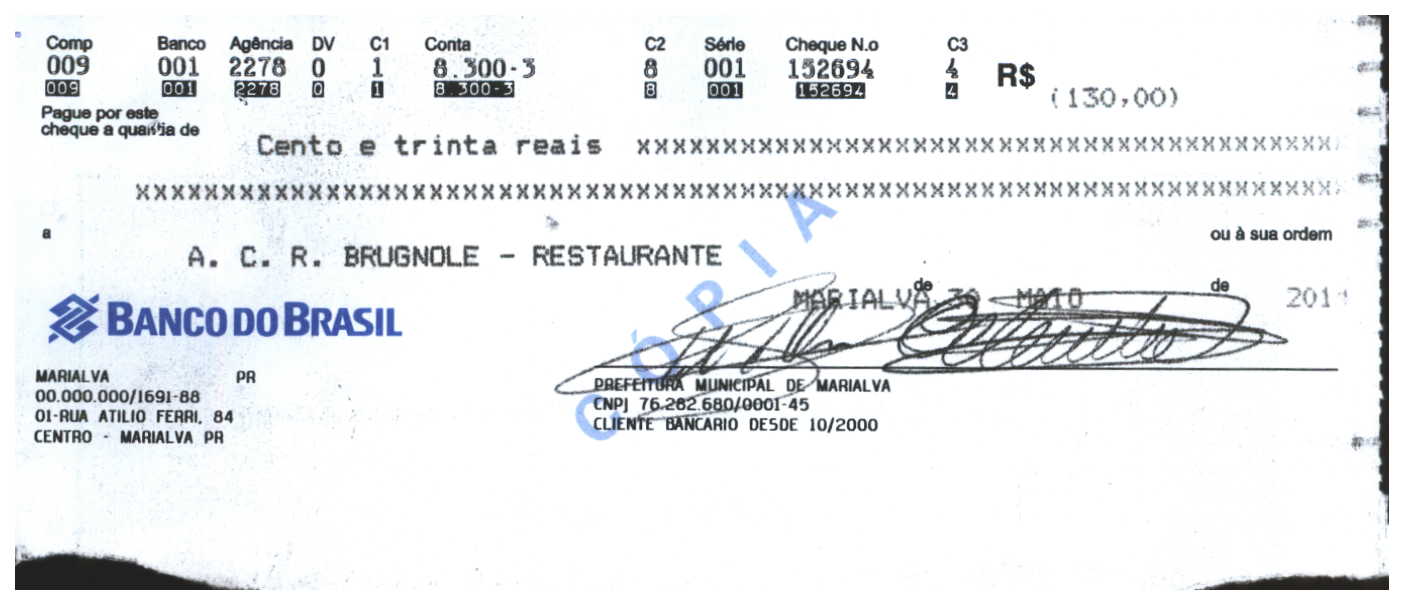 Comp Banco Agência DV C1 Conta C2 Série Cheque N.o C3
009 001 2278 0 1 8.300-3 8 001 152694 4 R$
009 001 2278 0 1 8.300-3 8 001 152694 4 (130,00)
Pague por este
cheque a quantia de
Cento e trinta reais xxxxxxxxxxxxxxxxxxxxxxxxxxxxxxxxxxxxxxxx
xxxxxxxxxxxxxxxxxxxxxxxxxxxxxxxxxxxxxxxxxxxxxxxxxxxxxxxxxxxxxxxxxxxxx
a ou à sua ordem
A. C. R. BRUGNOLE - RESTAURANTE
MARIALVA de MAIO de
BANCO DO BRASIL
MARIALVA PR
00.000.000/1691-88
01-RUA ATILIO FERRI, 84
CENTRO - MARIALVA PR
PREFEITURA MUNICIPAL DE MARIALVA
CNPJ 76.282.680/0001-45
CLIENTE BANCARIO DESDE 10/2000
CÓPIA